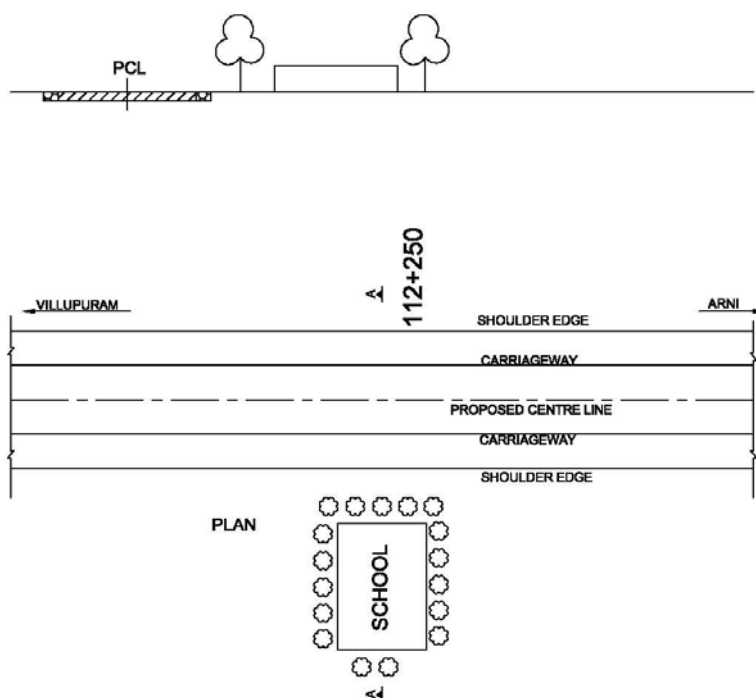 PCL
A
112+250
VILLUPURAM
ARNI
SHOULDER EDGE
CARRIAGEWAY
PROPOSED CENTRE LINE
CARRIAGEWAY
SHOULDER EDGE
PLAN
SCHOOL
A